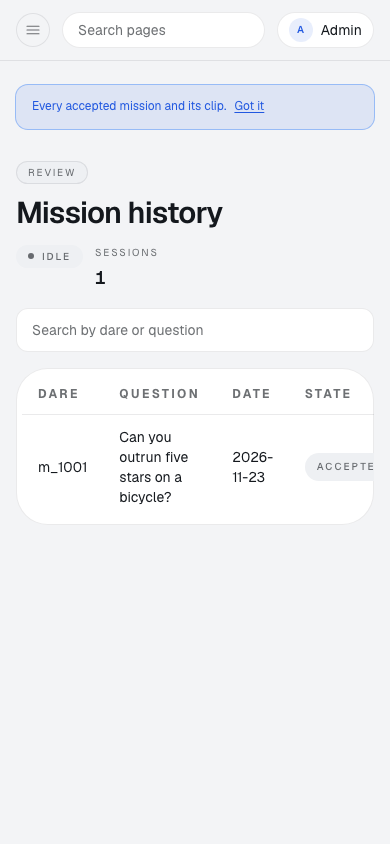 Search pages
A
Admin
Every accepted mission and its clip. Got it
REVIEW
Mission history
IDLE
SESSIONS
1
Search by dare or question
DARE QUESTION DATE STATE
m_1001
Can you
outrun five
stars on a
bicycle?
2026-
11-23
ACCEPTE